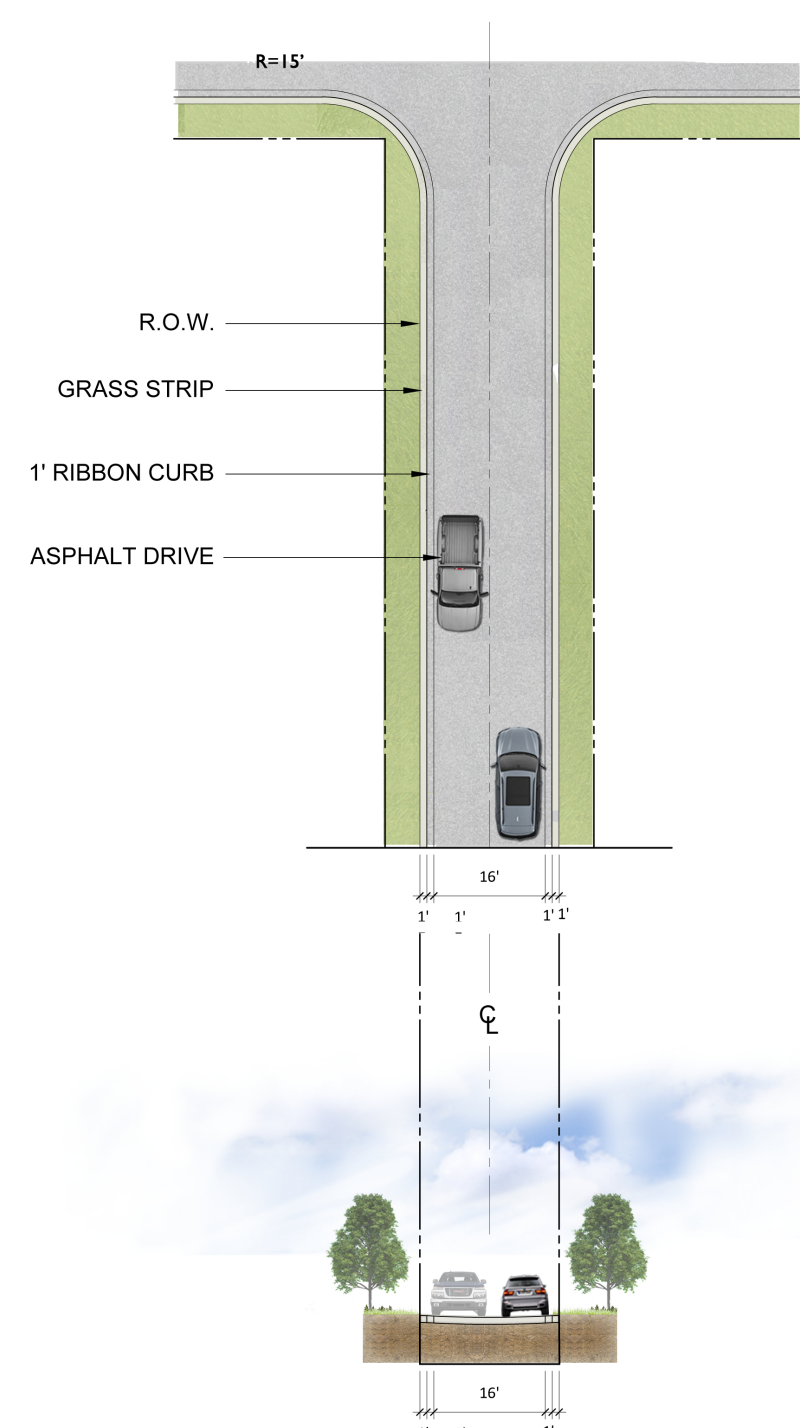 R=15’
R.O.W.
GRASS STRIP
1' RIBBON CURB
ASPHALT DRIVE
16'
1' 1' 1' 1'
CL
16'